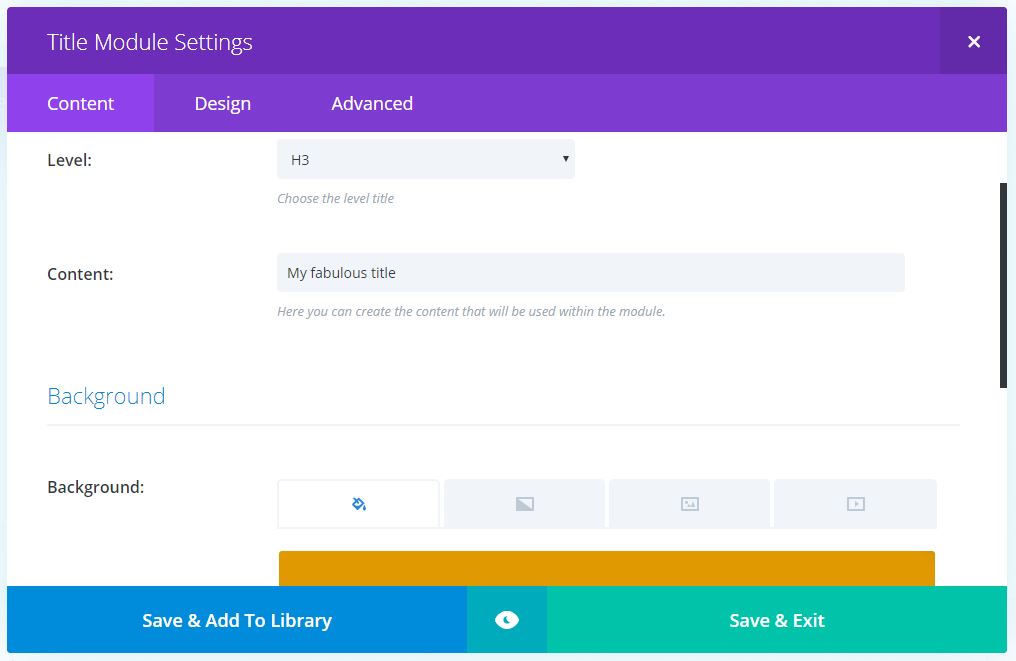 Title Module Settings
Content Design Advanced
Level: H3
Choose the level title
Content: My fabulous title
Here you can create the content that will be used within the module.
Background
Background:
Save & Add To Library Save & Exit